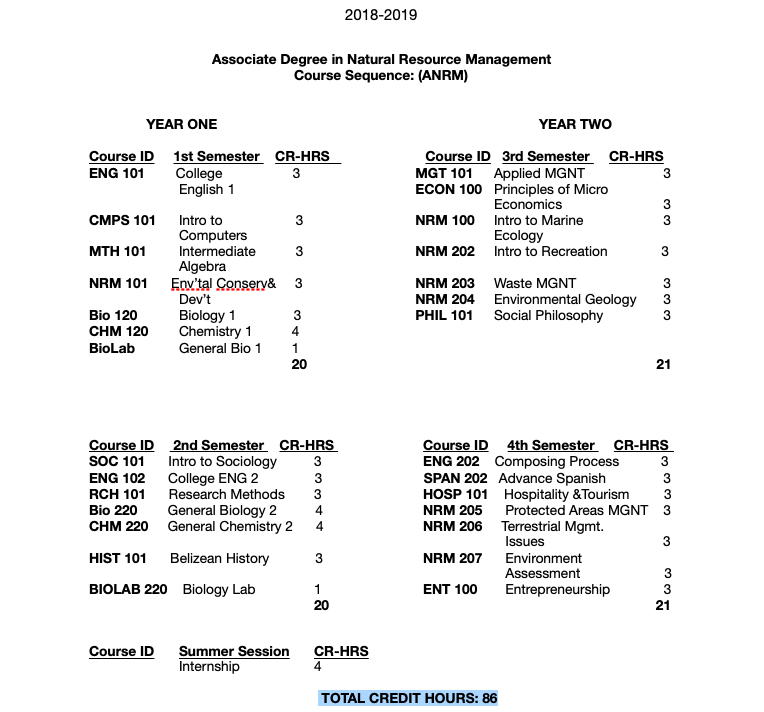 2018-2019
Associate Degree in Natural Resource Management
Course Sequence: (ANRM)
YEAR ONE
Course ID 1st Semester CR-HRS
ENG 101 College 3
English 1
CMPS 101 Intro to 3
Computers
MTH 101 Intermediate 3
Algebra
NRM 101 Env'tal Conserv& 3
Dev't
Bio 120 Biology 1 3
CHM 120 Chemistry 1 4
BioLab General Bio 1 1
20
YEAR TWO
Course ID 3rd Semester CR-HRS
MGT 101 Applied MGNT 3
ECON 100 Principles of Micro
Economics 3
NRM 100 Intro to Marine 3
Ecology
NRM 202 Intro to Recreation 3
NRM 203 Waste MGNT 3
NRM 204 Environmental Geology 3
PHIL 101 Social Philosophy 3
21
Course ID 2nd Semester CR-HRS
SOC 101 Intro to Sociology 3
ENG 102 College ENG 2 3
RCH 101 Research Methods 3
Bio 220 General Biology 2 4
CHM 220 General Chemistry 2 4
HIST 101 Belizean History 3
BIOLAB 220 Biology Lab 1
20
Course ID 4th Semester CR-HRS
ENG 202 Composing Process 3
SPAN 202 Advance Spanish 3
HOSP 101 Hospitality &Tourism 3
NRM 205 Protected Areas MGNT 3
NRM 206 Terrestrial Mgmt.
Issues 3
NRM 207 Environment
Assessment 3
ENT 100 Entrepreneurship 3
21
Course ID Summer Session CR-HRS
Internship 4
TOTAL CREDIT HOURS: 86